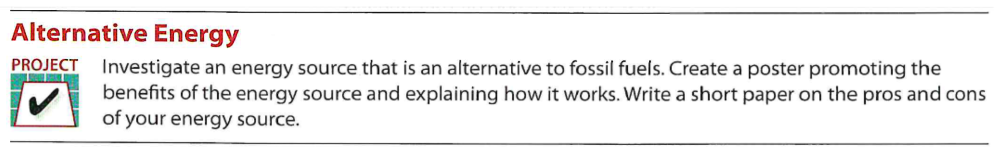 Alternative Energy
PROJECT
Investigate an energy source that is an alternative to fossil fuels. Create a poster promoting the
benefits of the energy source and explaining how it works. Write a short paper on the pros and cons
of your energy source.